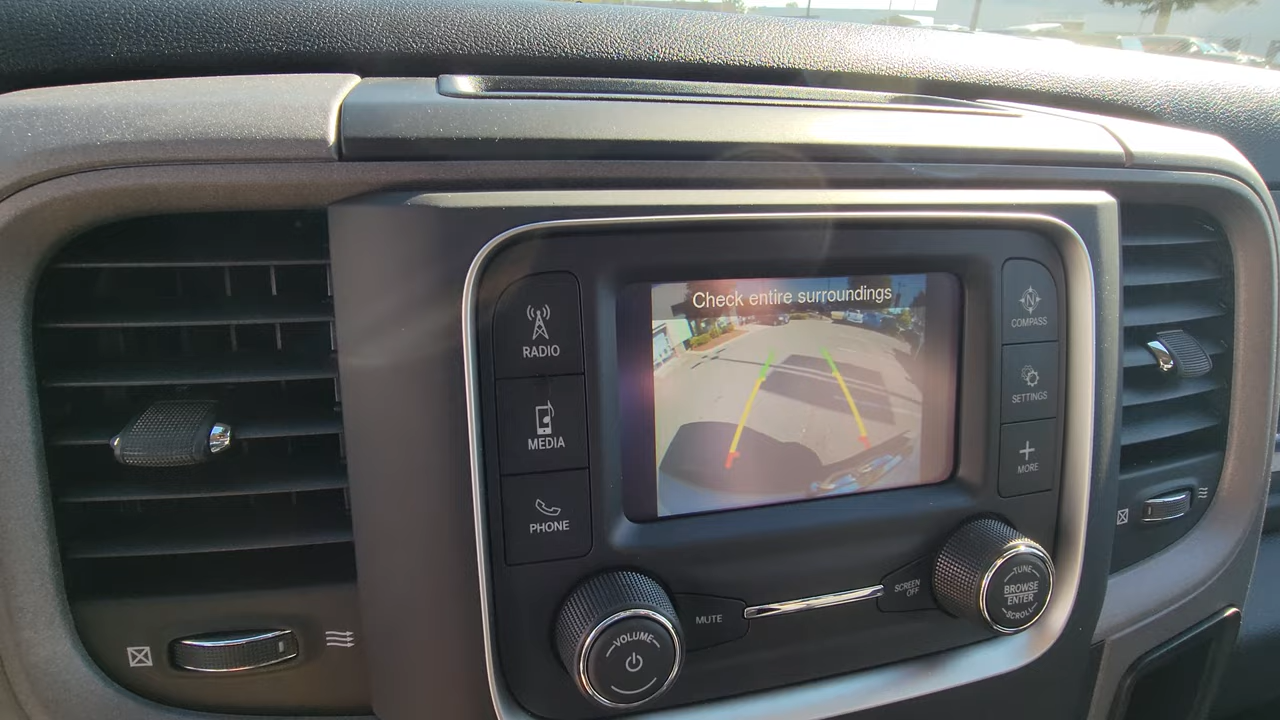 Check entire surroundings
RADIO
MEDIA
PHONE
N
COMPASS
SETTINGS
MORE
VOLUME
MUTE
SCREEN
OFF
TUNE
BROWSE
ENTER
SCROLL